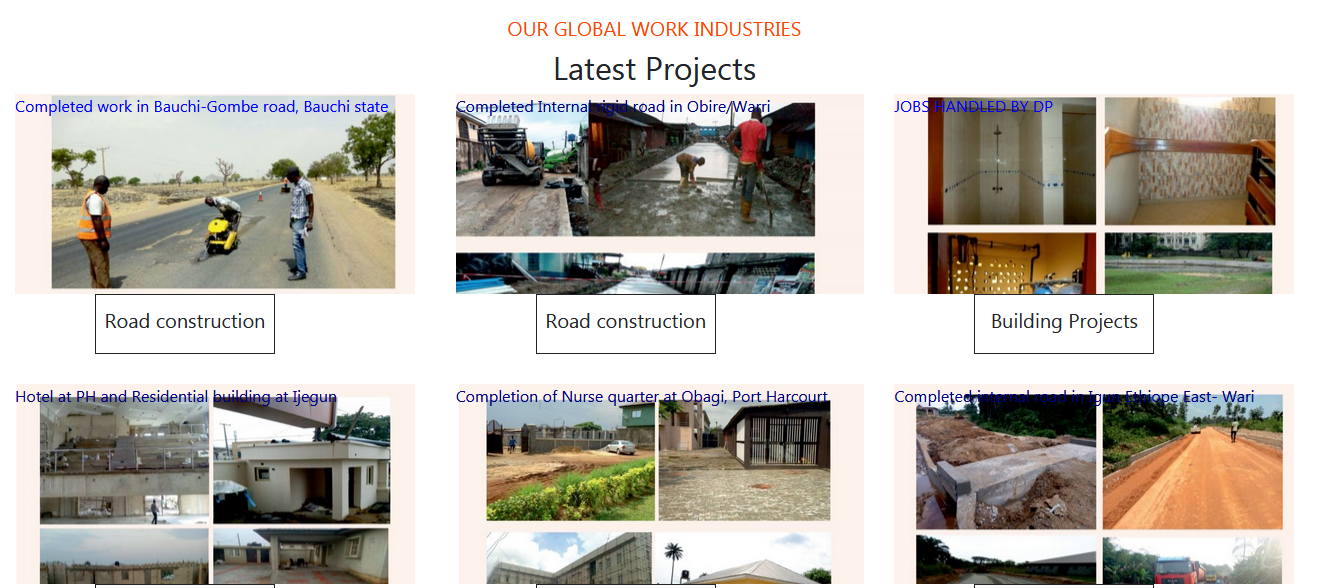 OUR GLOBAL WORK INDUSTRIES
Latest Projects
Completed work in Bauchi-Gombe road, Bauchi state
Completed Internal rigid road in Obire/Warri
JOBS HANDLED BY DP
Road construction
Road construction
Building Projects
Hotel at PH and Residential building at Ijegun
Completion of Nurse quarter at Obagi, Port Harcourt
Completed internal road in Igun Ethiope East- Wari